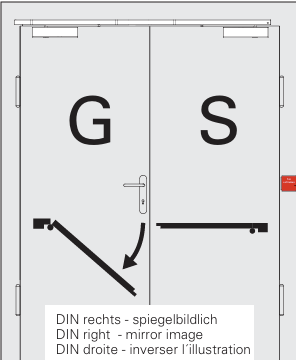 G S
DIN rechts - spiegelbildlich
DIN right - mirror image
DIN droite - inverser l´illustration